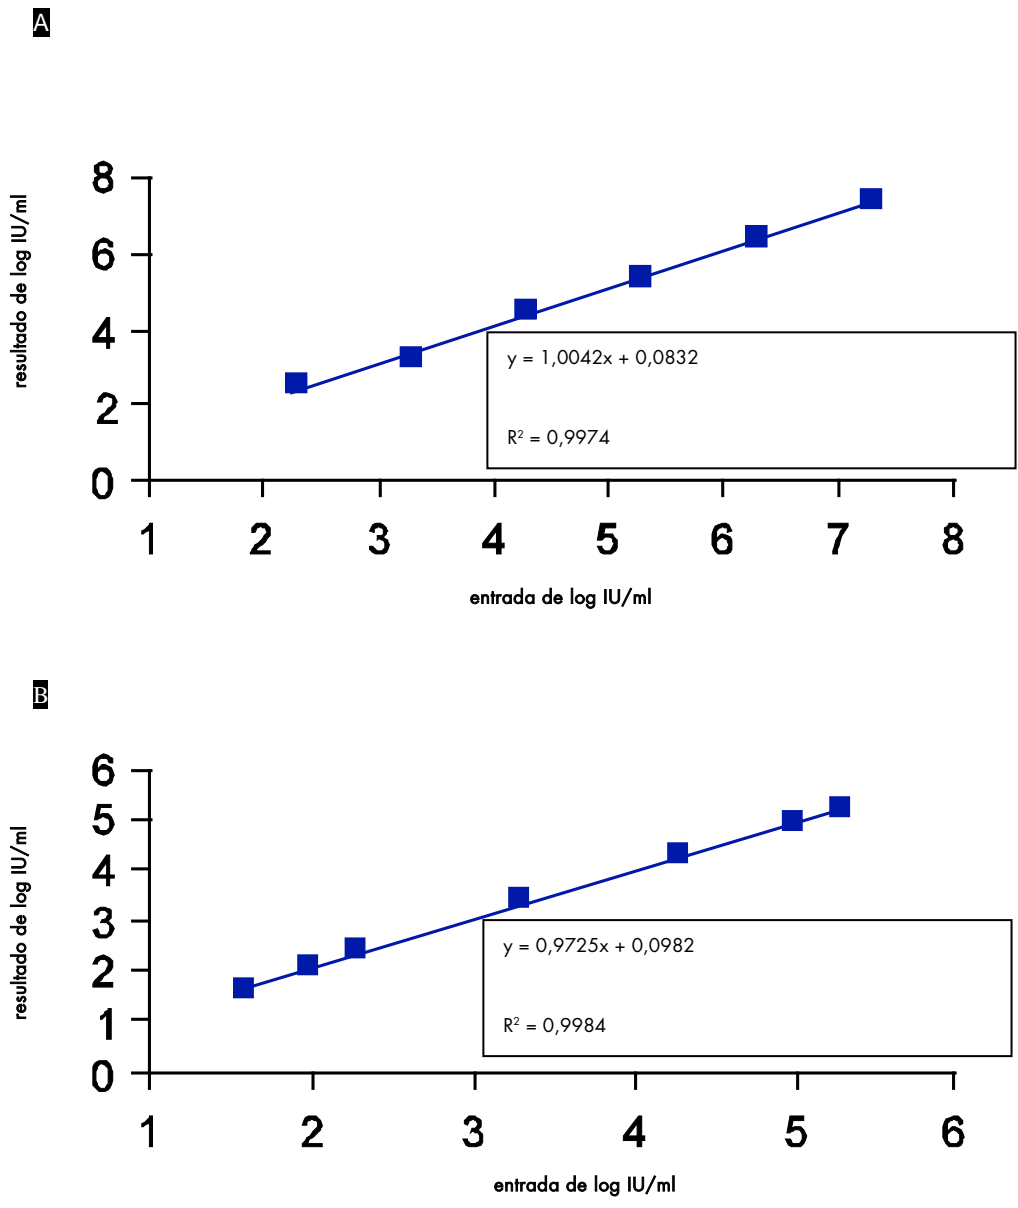 A
resultado de log IU/ml
8
6
4
2
0
y = 1,0042x + 0,0832
R² = 0,9974
1 2 3 4 5 6 7 8
entrada de log IU/ml
B
resultado de log IU/ml
6
5
4
3
2
1
0
y = 0,9725x + 0,0982
R² = 0,9984
1 2 3 4 5 6
entrada de log IU/ml